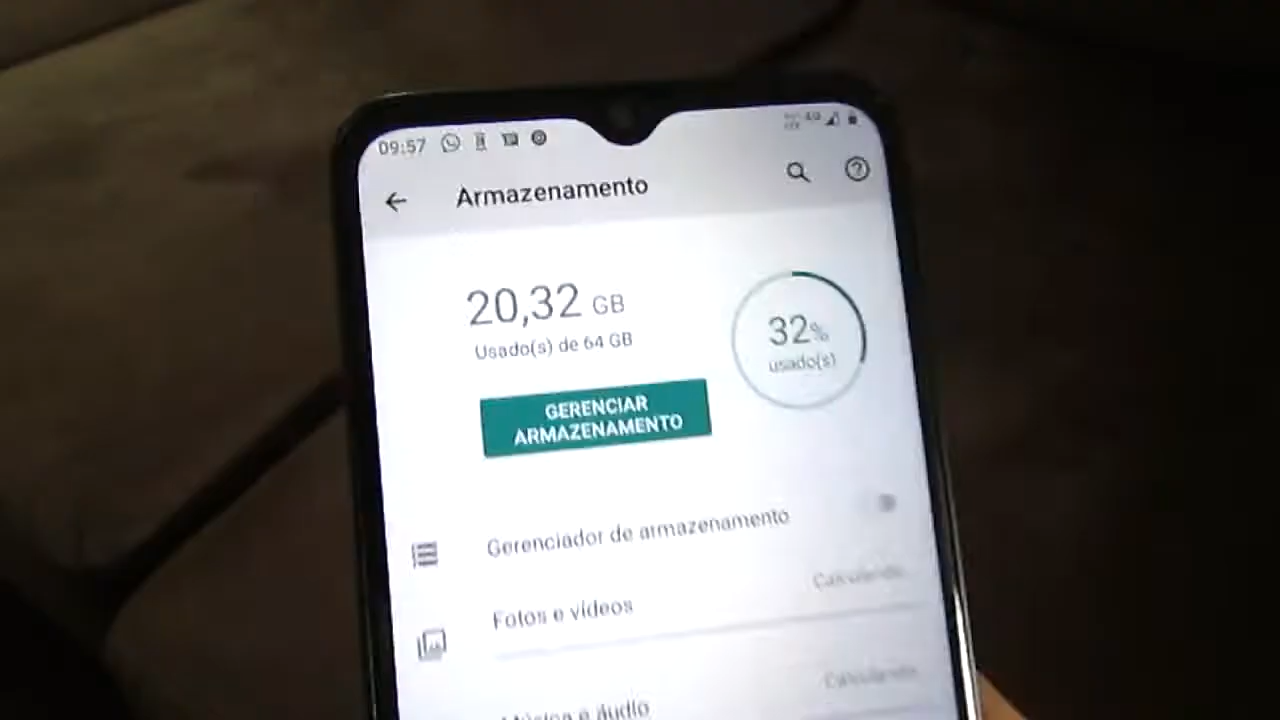 09:57
4G
Armazenamento
20,32 GB
Usado(s) de 64 GB
32%
usado(s)
GERENCIAR
ARMAZENAMENTO
Gerenciador de armazenamento
Calculando
Fotos e vídeos
Calculando
Música e áudio